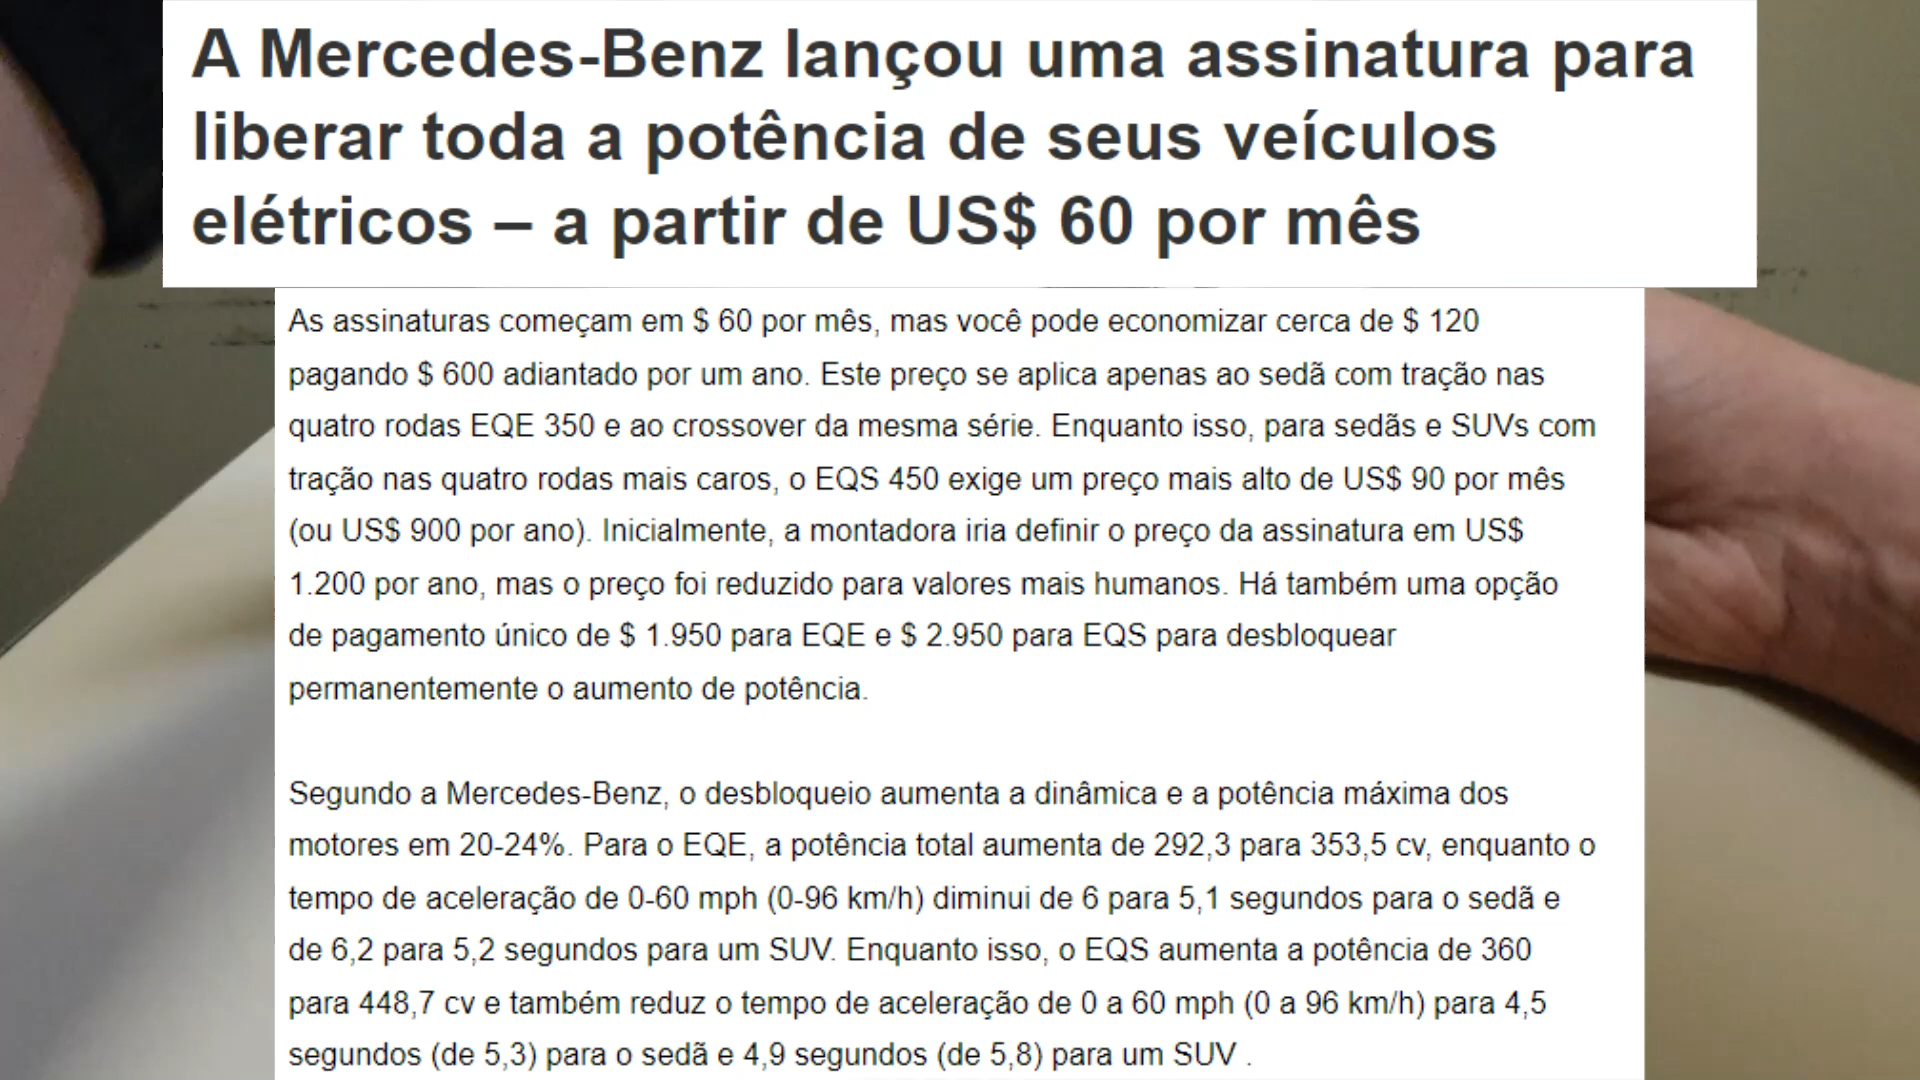 A Mercedes-Benz lançou uma assinatura para
liberar toda a potência de seus veículos
elétricos – a partir de US$ 60 por mês
As assinaturas começam em $ 60 por mês, mas você pode economizar cerca de $ 120
pagando $ 600 adiantado por um ano. Este preço se aplica apenas ao sedã com tração nas
quatro rodas EQE 350 e ao crossover da mesma série. Enquanto isso, para sedãs e SUVs com
tração nas quatro rodas mais caros, o EQS 450 exige um preço mais alto de US$ 90 por mês
(ou US$ 900 por ano). Inicialmente, a montadora iria definir o preço da assinatura em US$
1.200 por ano, mas o preço foi reduzido para valores mais humanos. Há também uma opção
de pagamento único de $ 1.950 para EQE e $ 2.950 para EQS para desbloquear
permanentemente o aumento de potência.
Segundo a Mercedes-Benz, o desbloqueio aumenta a dinâmica e a potência máxima dos
motores em 20-24%. Para o EQE, a potência total aumenta de 292,3 para 353,5 cv, enquanto o
tempo de aceleração de 0-60 mph (0-96 km/h) diminui de 6 para 5,1 segundos para o sedã e
de 6,2 para 5,2 segundos para um SUV. Enquanto isso, o EQS aumenta a potência de 360
para 448,7 cv e também reduz o tempo de aceleração de 0 a 60 mph (0 a 96 km/h) para 4,5
segundos (de 5,3) para o sedã e 4,9 segundos (de 5,8) para um SUV .